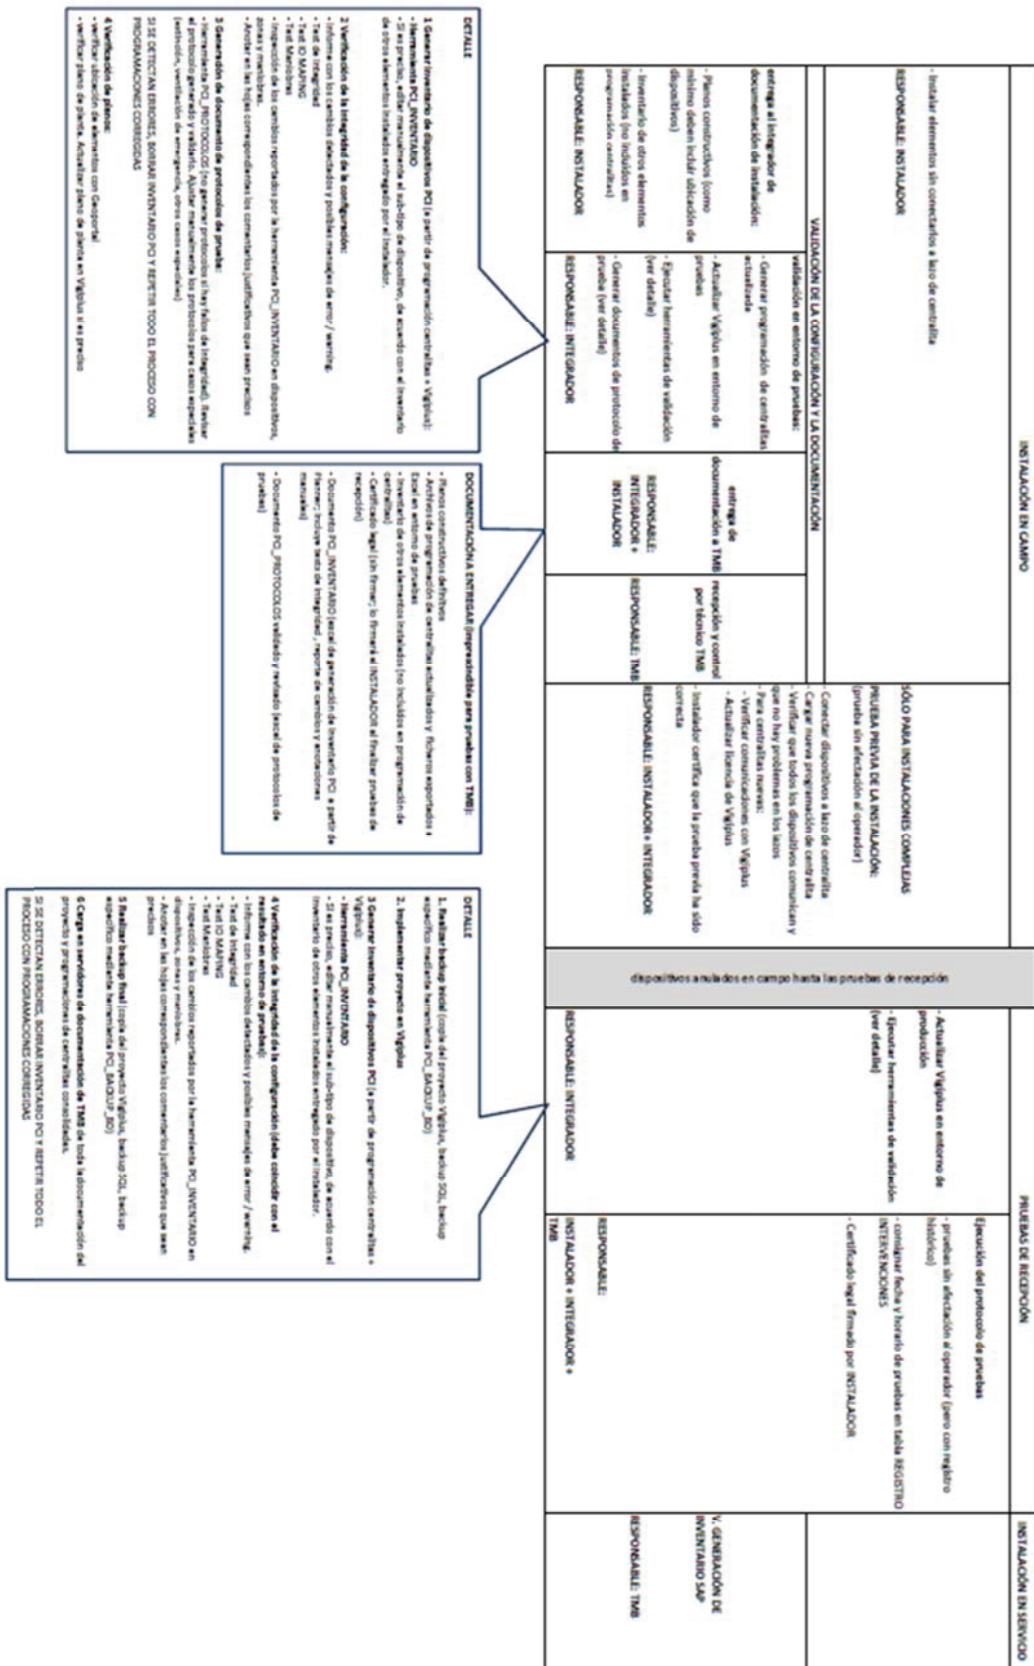 INSTALACIÓN EN CAMPO
PRUEBAS DE RECEPCIÓN
INSTALACIÓN EN SERVICIO
- Instalar elementos sin conectarlos a lazo de centralita
RESPONSABLE: INSTALADOR
VALIDACIÓN DE LA CONFIGURACIÓN Y LA DOCUMENTACIÓN
entrega al integrador de
documentación de instalación:
- Planos constructivos (como
mínimo deben incluir ubicación de
dispositivos)
- Inventario de otros elementos
instalados (no incluidos en
programación centralitas)
RESPONSABLE: INSTALADOR
validación en entorno de pruebas:
- Generar programación de centralitas
actualizada
- Actualizar Vigiplus en entorno de
pruebas
- Ejecutar herramientas de validación
(ver detalle)
- Generar documentos de protocolo de
prueba (ver detalle)
RESPONSABLE: INTEGRADOR
entrega de
documentación a TMB
RESPONSABLE:
INTEGRADOR +
INSTALADOR
recepción y control
por técnico TMB
RESPONSABLE: TMB
SÓLO PARA INSTALACIONES COMPLEJAS
PRUEBA PREVIA DE LA INSTALACIÓN:
(prueba sin afectación al operador)
- Conectar dispositivos a lazo de centralita
- Cargar nueva programación de centralita
- Verificar que todos los dispositivos comunican y
que no hay problemas en los lazos
- Para centralitas nuevas:
- Verificar comunicaciones con Vigiplus
- Actualizar licencia de Vigiplus
- Instalador certifica que la prueba previa ha sido
correcta
RESPONSABLE: INSTALADOR + INTEGRADOR
dispositivos anulados en campo hasta las pruebas de recepción
- Actualizar Vigiplus en entorno de
producción
- Ejecutar herramientas de validación
(ver detalle)
RESPONSABLE: INTEGRADOR
Ejecución del protocolo de pruebas
- pruebas sin afectación al operador (pero con registro
histórico)
- consignar fecha y horario de pruebas en tabla REGISTRO
INTERVENCIONES
- Certificado legal firmado por INSTALADOR
RESPONSABLE:
INSTALADOR + INTEGRADOR +
TMB
V. GENERACIÓN DE
INVENTARIO SAP
RESPONSABLE: TMB
DETALLE
1 Generar inventario de dispositivos PCI (a partir de programación centralitas + Vigiplus):
- Herramienta PCI_INVENTARIO
- Si es preciso, editar manualmente el sub-tipo de dispositivo, de acuerdo con el inventario
de otros elementos instalados entregado por el instalador.
2 Verificación de la integridad de la configuración:
- Informe con los cambios detectados y posibles mensajes de error / warning.
- Test de Integridad
- Test IO MAPING
- Test Maniobras
- Inspección de los cambios reportados por la herramienta PCI_INVENTARIO en dispositivos,
zonas y maniobras.
- Anotar en las hojas correspondientes los comentarios justificativos que sean precisos
3 Generación de documento de protocolos de prueba:
- Herramienta PCI_PROTOCOLOS (no generar protocolos si hay fallos de integridad). Revisar
el protocolo generado y validarlo. Ajustar manualmente los protocolos para casos especiales
(extinción, ventilación de emergencia, otros casos especiales)
SI SE DETECTAN ERRORES, BORRAR INVENTARIO PCI Y REPETIR TODO EL PROCESO CON
PROGRAMACIONES CORREGIDAS
4 Verificación de planos:
- verificar ubicación de elementos con Geoportal
- verificar plano de planta. Actualizar plano de planta en Vigiplus si es preciso
DOCUMENTACIÓN A ENTREGAR (imprescindible para pruebas con TMB):
- Planos constructivos definitivos
- Archivos de programación de centralitas actualizados y ficheros exportados a
Excel en entorno de pruebas
- Inventario de otros elementos instalados (no incluidos en programación de
centralitas)
- Certificado legal (sin firmar; lo firmará el INSTALADOR al finalizar pruebas de
recepción)
- Documento PCI_INVENTARIO (excel de generación de inventario PCI a partir de
Planner; incluye tests de integridad, reporte de cambios y anotaciones
manuales)
- Documento PCI_PROTOCOLOS validado y revisado (excel de protocolos de
pruebas)
DETALLE
1. Realizar backup inicial (copia del proyecto Vigiplus, backup SQL, backup
específico mediante herramienta PCI_BACKUP_BD)
2. Implementar proyecto en Vigiplus
3 Generar inventario de dispositivos PCI (a partir de programación centralitas +
Vigiplus):
- Herramienta PCI_INVENTARIO
- Si es preciso, editar manualmente el sub-tipo de dispositivo, de acuerdo con el
inventario de otros elementos instalados entregado por el instalador.
4 Verificación de la integridad de la configuración (debe coincidir con el
resultado en entorno de pruebas):
- Informe con los cambios detectados y posibles mensajes de error / warning.
- Test de Integridad
- Test IO MAPING
- Test Maniobras
- Inspección de los cambios reportados por la herramienta PCI_INVENTARIO en
dispositivos, zonas y maniobras.
- Anotar en las hojas correspondientes los comentarios justificativos que sean
precisos
5 Realizar backup final (copia del proyecto Vigiplus, backup SQL, backup
específico mediante herramienta PCI_BACKUP_BD)
6 Carga en servidores de documentación de TMB de toda la documentación del
proyecto y programaciones de centralitas consolidadas.
SI SE DETECTAN ERRORES, BORRAR INVENTARIO PCI Y REPETIR TODO EL
PROCESO CON PROGRAMACIONES CORREGIDAS